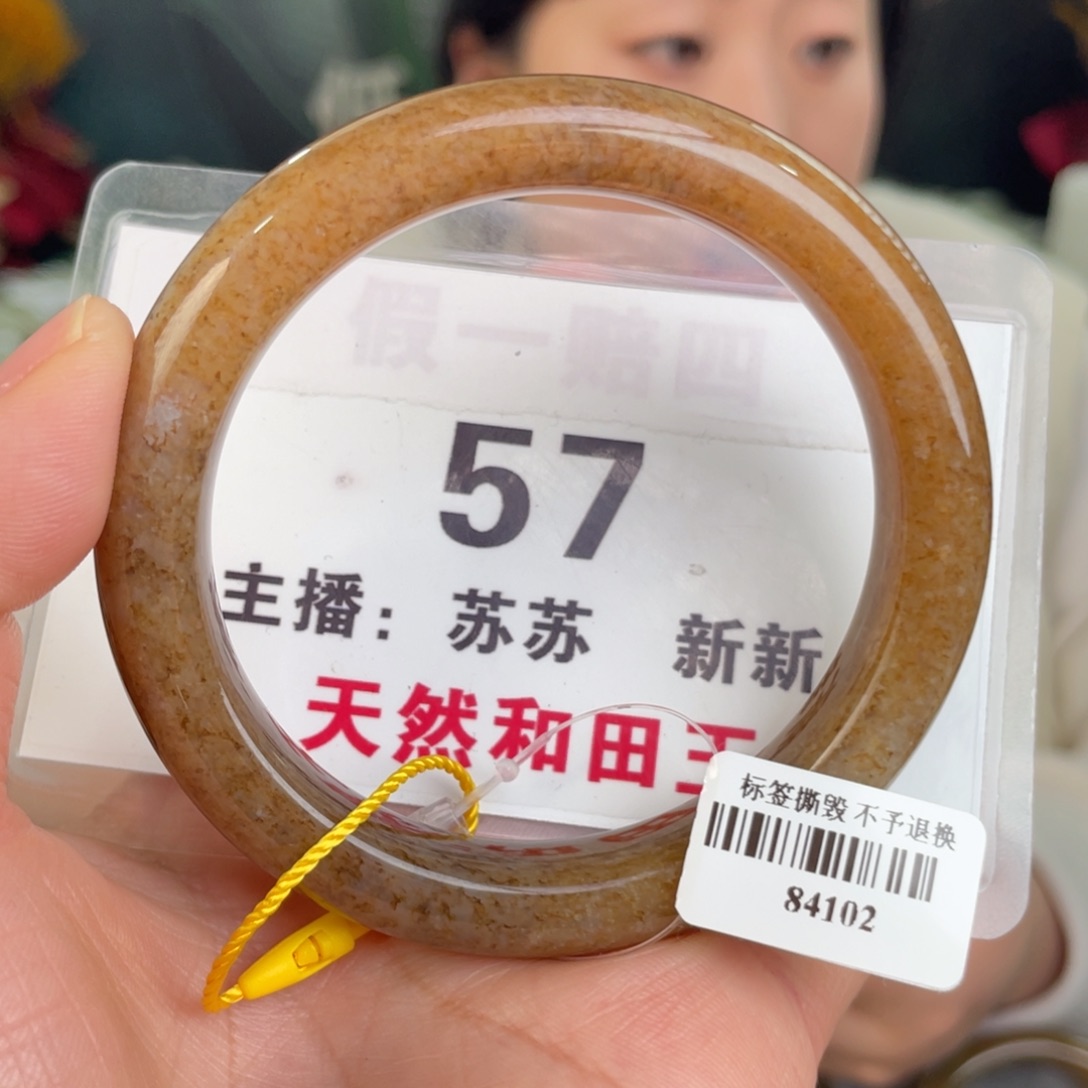 假一赔四
57
主播：苏苏 新新
天然和田玉
标签撕毁 不予退换
84102